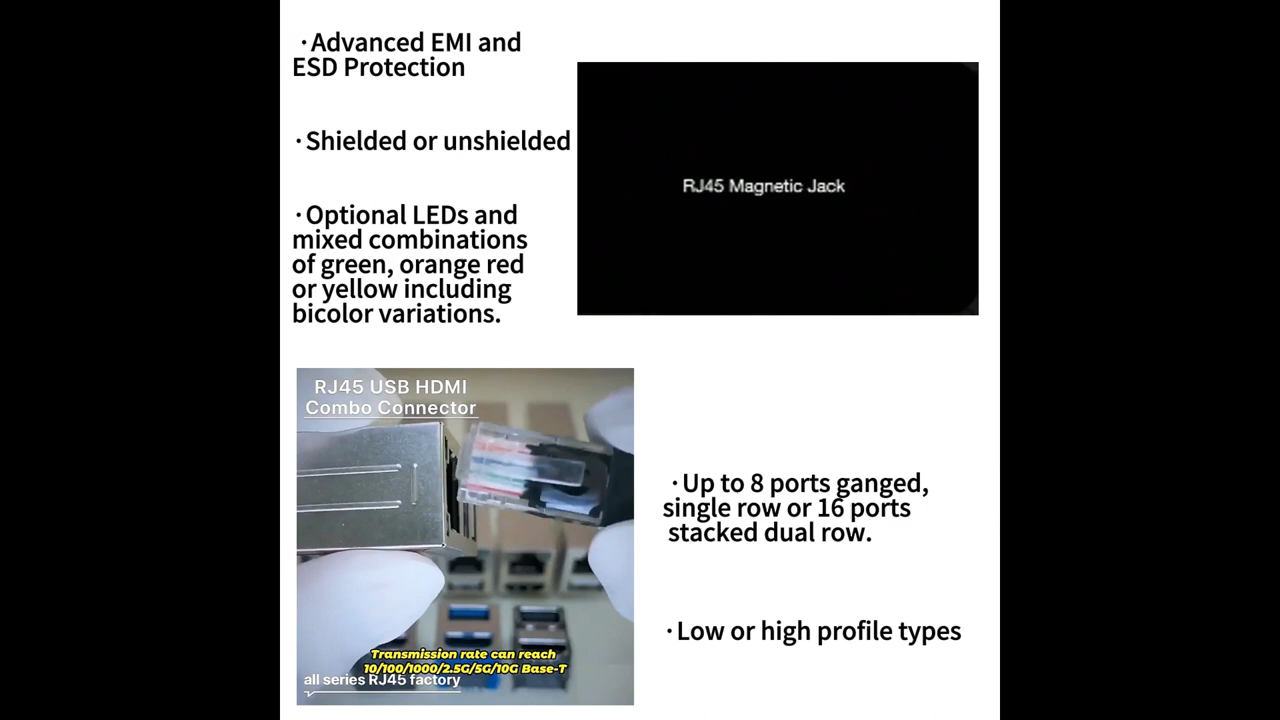 ·Advanced EMI and
ESD Protection
·Shielded or unshielded
·Optional LEDs and
mixed combinations
of green, orange red
or yellow including
bicolor variations.
RJ45 Magnetic Jack
RJ45 USB HDMI
Combo Connector
Transmission rate can reach
10/100/1000/2.5G/5G/10G Base-T
all series RJ45 factory
·Up to 8 ports ganged,
single row or 16 ports
stacked dual row.
·Low or high profile types